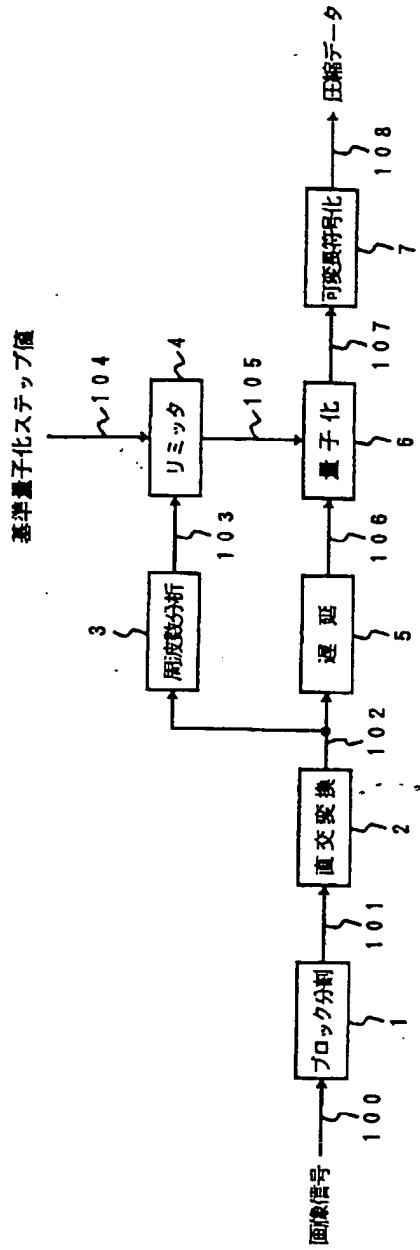 基準量子化ステップ値
104
リミッタ
4
105
周波数分析
3
103
画像信号
100
ブロック分割
1
101
直交変換
2
102
遅延
5
106
量子化
6
107
可変長符号化
7
108
圧縮データ